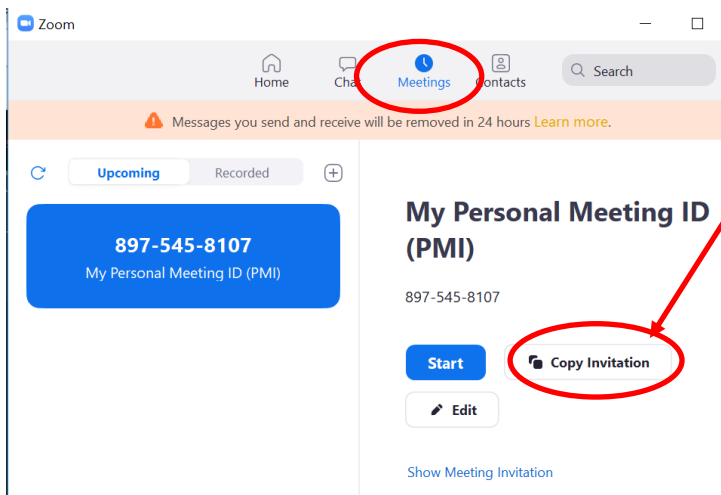 Zoom
Home Chat Meetings Contacts Search
Messages you send and receive will be removed in 24 hours Learn more.
Upcoming Recorded
897-545-8107
My Personal Meeting ID (PMI)
My Personal Meeting ID
(PMI)
897-545-8107
Start Copy Invitation
Edit
Show Meeting Invitation